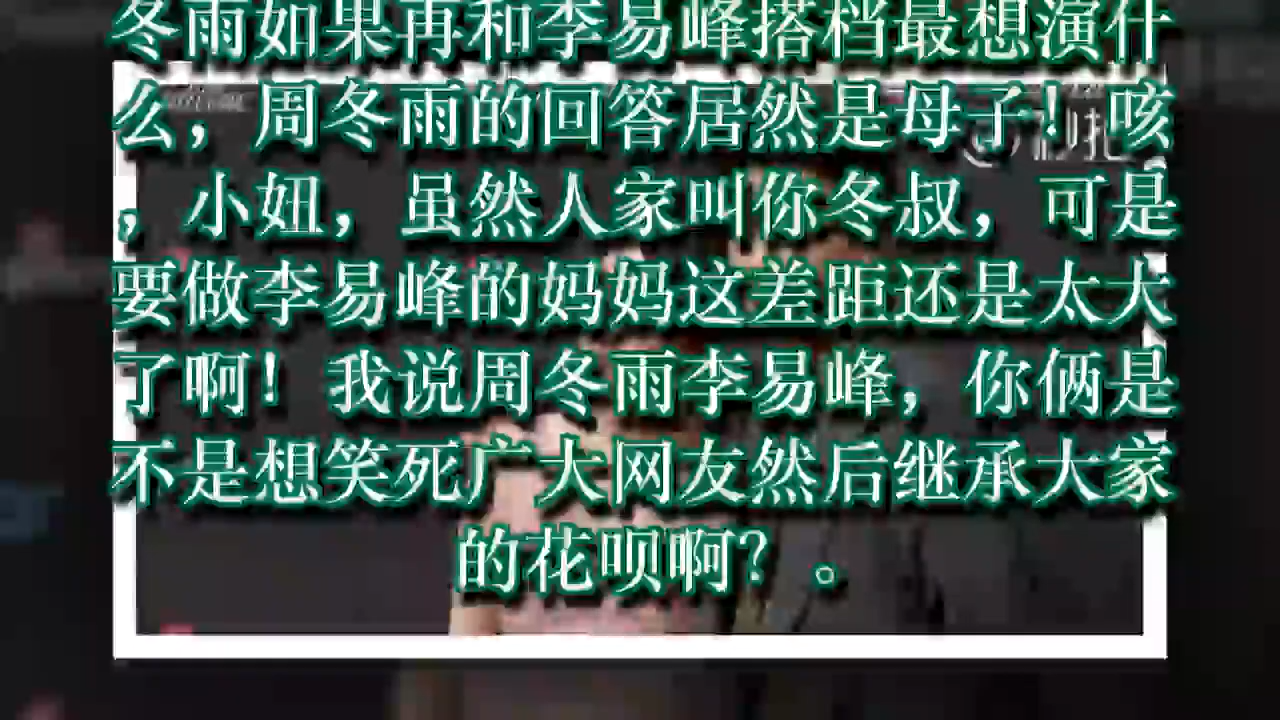 冬雨如果再和李易峰搭档最想演什
么，周冬雨的回答居然是母子！咳
，小妞，虽然人家叫你冬叔，可是
要做李易峰的妈妈这差距还是太大
了啊！我说周冬雨李易峰，你俩是
不是想笑死广大网友然后继承大家
的花呗啊？。